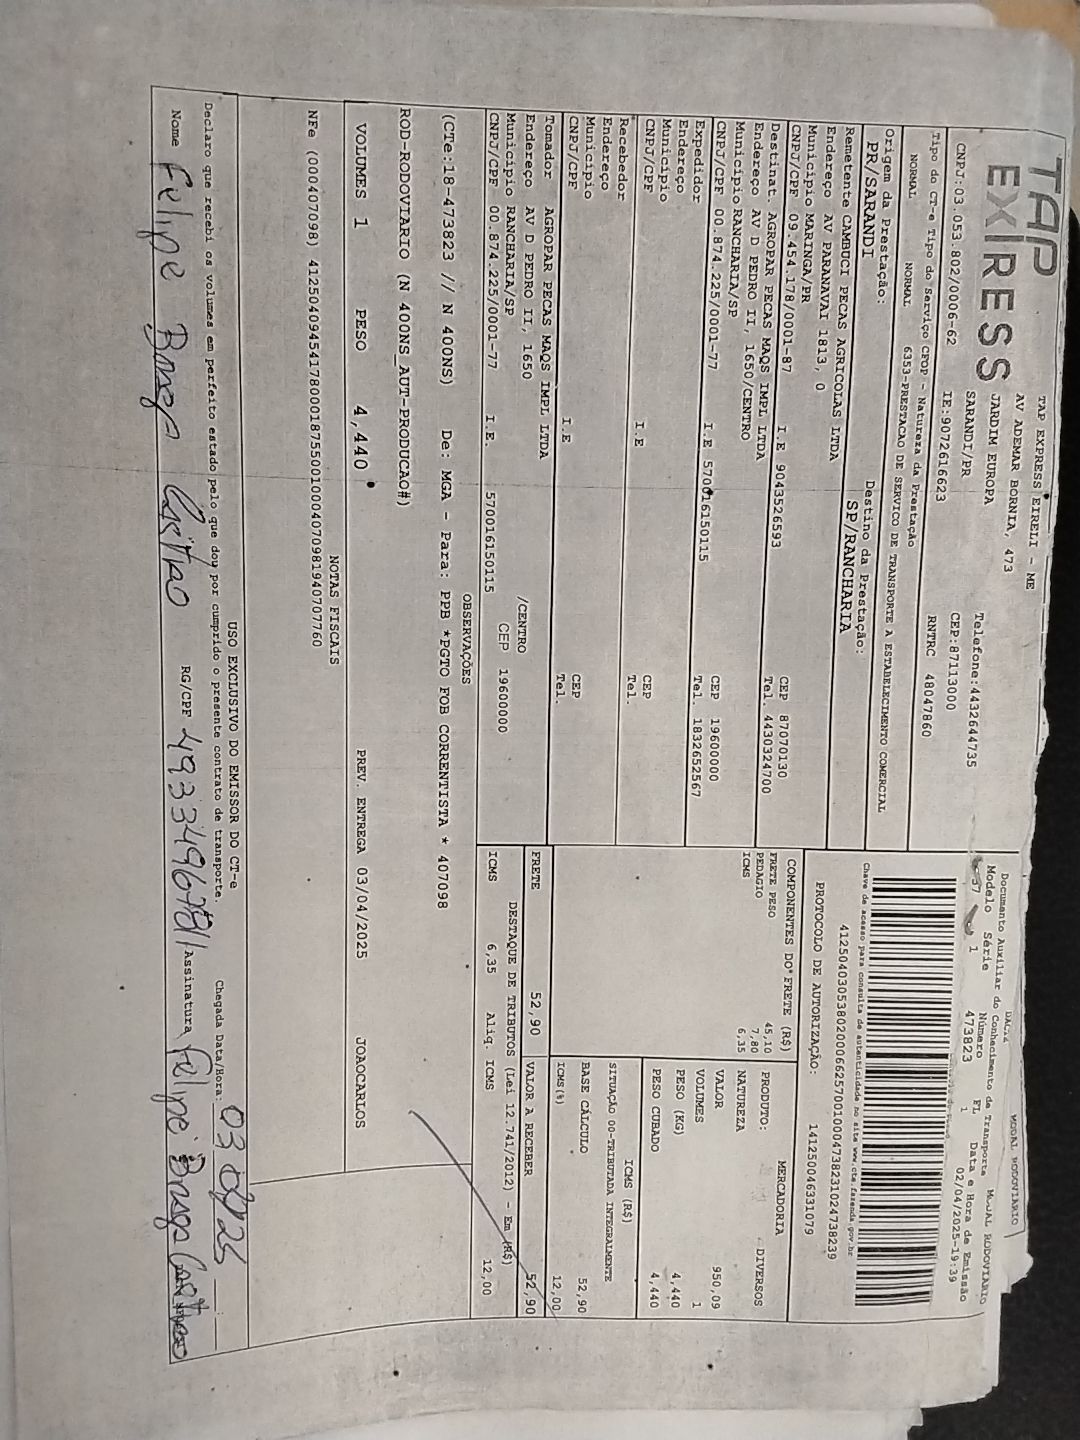 TAP
EX/RESS
TAP EXPRESS EIRELI - ME
AV ADEMAR BORNIA, 473
JARDIM EUROPA
SARANDI/PR
Telefone:4432644735
CNPJ:03.053.802/0006-62 IE:9072616623 CEP:87113000
RNTRC 48047860
Tipo do CT-e Tipo do Serviço CFOP - Natureza da Prestação
NORMAL NORMAL 6353-PRESTACAO DE SERVICO DE TRANSPORTE A ESTABELECIMENTO COMERCIAL
Origem da Prestação: Destino da Prestação:
PR/SARANDI SP/RANCHARIA
Remetente CAMBUCI PECAS AGRICOLAS LTDA
Endereço AV PARANAVAI 1813, 0
Município MARINGA/PR CEP 87070130
CNPJ/CPF 09.454.178/0001-87 I.E 9043526593 Tel. 4430324700
Destinat. AGROPAR PECAS MAQS IMPL LTDA
Endereço AV D PEDRO II, 1650/CENTRO
Município RANCHARIA/SP CEP 19600000
CNPJ/CPF 00.874.225/0001-77 I.E 570016150115 Tel. 1832652567
Expedidor
Endereço
Município CEP
CNPJ/CPF I.E Tel.
Recebedor
Endereço
Município CEP
CNPJ/CPF I.E Tel.
Tomador AGROPAR PECAS MAQS IMPL LTDA
Endereço AV D PEDRO II, 1650 /CENTRO
Município RANCHARIA/SP CEP 19600000
CNPJ/CPF 00.874.225/0001-77 I.E. 570016150115
MODAL RODOVIARIO
Documento Auxiliar do Conhecimento de Transporte MODAL RODOVIARIO
Modelo Série Número FL Data e Hora de Emissão
57 1 473823 1 02/04/2025-19:39
Chave de acesso para consulta de autenticidade no site www.cte.fazenda.gov.br
41250403053802000662570010004738231024738239
PROTOCOLO DE AUTORIZAÇÃO: 141250046331079
COMPONENTES DO FRETE (R$)
FRETE PESO 45,10
PEDAGIO 7,80
ICMS 6,35
MERCADORIA
PRODUTO: DIVERSOS
NATUREZA
VALOR 950,09
VOLUMES 1
PESO (KG) 4,440
PESO CUBADO 4,440
ICMS (R$)
SITUAÇÃO 00-TRIBUTADA INTEGRALMENTE
BASE CÁLCULO 52,90
ICMS(%) 12,00
FRETE 52,90 VALOR A RECEBER 52,90
DESTAQUE DE TRIBUTOS (Lei 12.741/2012) - Em (R$)
ICMS 6,35 Aliq. ICMS 12,00
OBSERVAÇÕES
(CTe:18-473823 // N 400NS) De: MGA - Para: PPB *PGTO FOB CORRENTISTA * 407098
ROD-RODOVIARIO (N 400NS_AUT-PRODUCAO#)
VOLUMES 1 PESO 4,440 PREV. ENTREGA 03/04/2025 JOAOCARLOS
NOTAS FISCAIS
NFe (000407098) 41250409454178000187550010004070981940707760
USO EXCLUSIVO DO EMISSOR DO CT-e
Declaro que recebi os volumes em perfeito estado pelo que dou por cumprido o presente contrato de transporte. Chegada Data/Hora:
Nome Felipe Braga Castrao RG/CPF 49334967811 Assinatura Felipe Braga